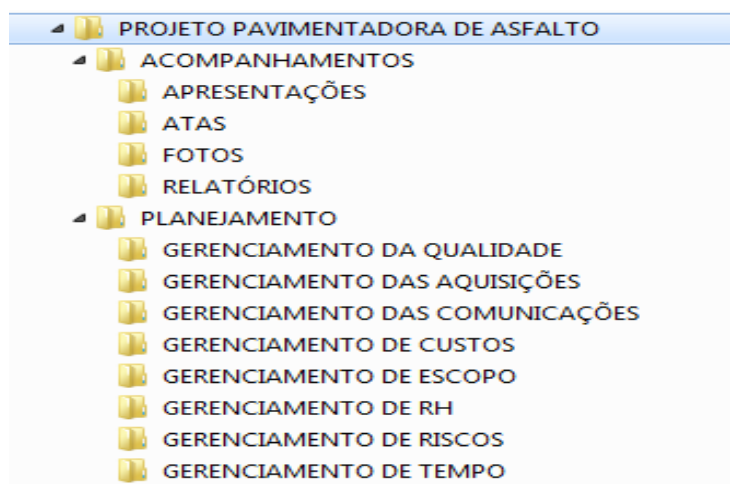 PROJETO PAVIMENTADORA DE ASFALTO
ACOMPANHAMENTOS
APRESENTAÇÕES
ATAS
FOTOS
RELATÓRIOS
PLANEJAMENTO
GERENCIAMENTO DA QUALIDADE
GERENCIAMENTO DAS AQUISIÇÕES
GERENCIAMENTO DAS COMUNICAÇÕES
GERENCIAMENTO DE CUSTOS
GERENCIAMENTO DE ESCOPO
GERENCIAMENTO DE RH
GERENCIAMENTO DE RISCOS
GERENCIAMENTO DE TEMPO